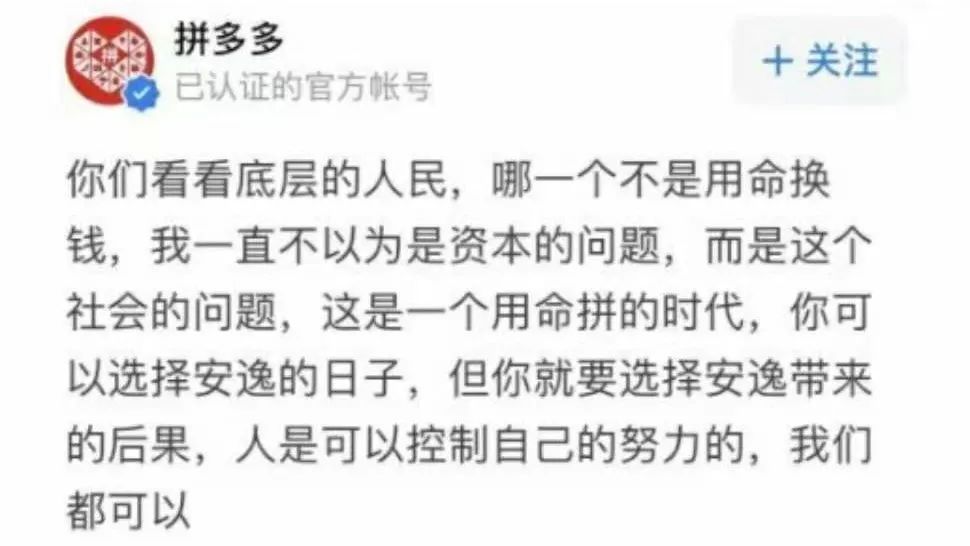 拼多多
已认证的官方帐号
+ 关注
你们看看底层的人民，哪一个不是用命换
钱，我一直不以为是资本的问题，而是这个
社会的问题，这是一个用命拼的时代，你可
以选择安逸的日子，但你就要选择安逸带来
的后果，人是可以控制自己的努力的，我们
都可以